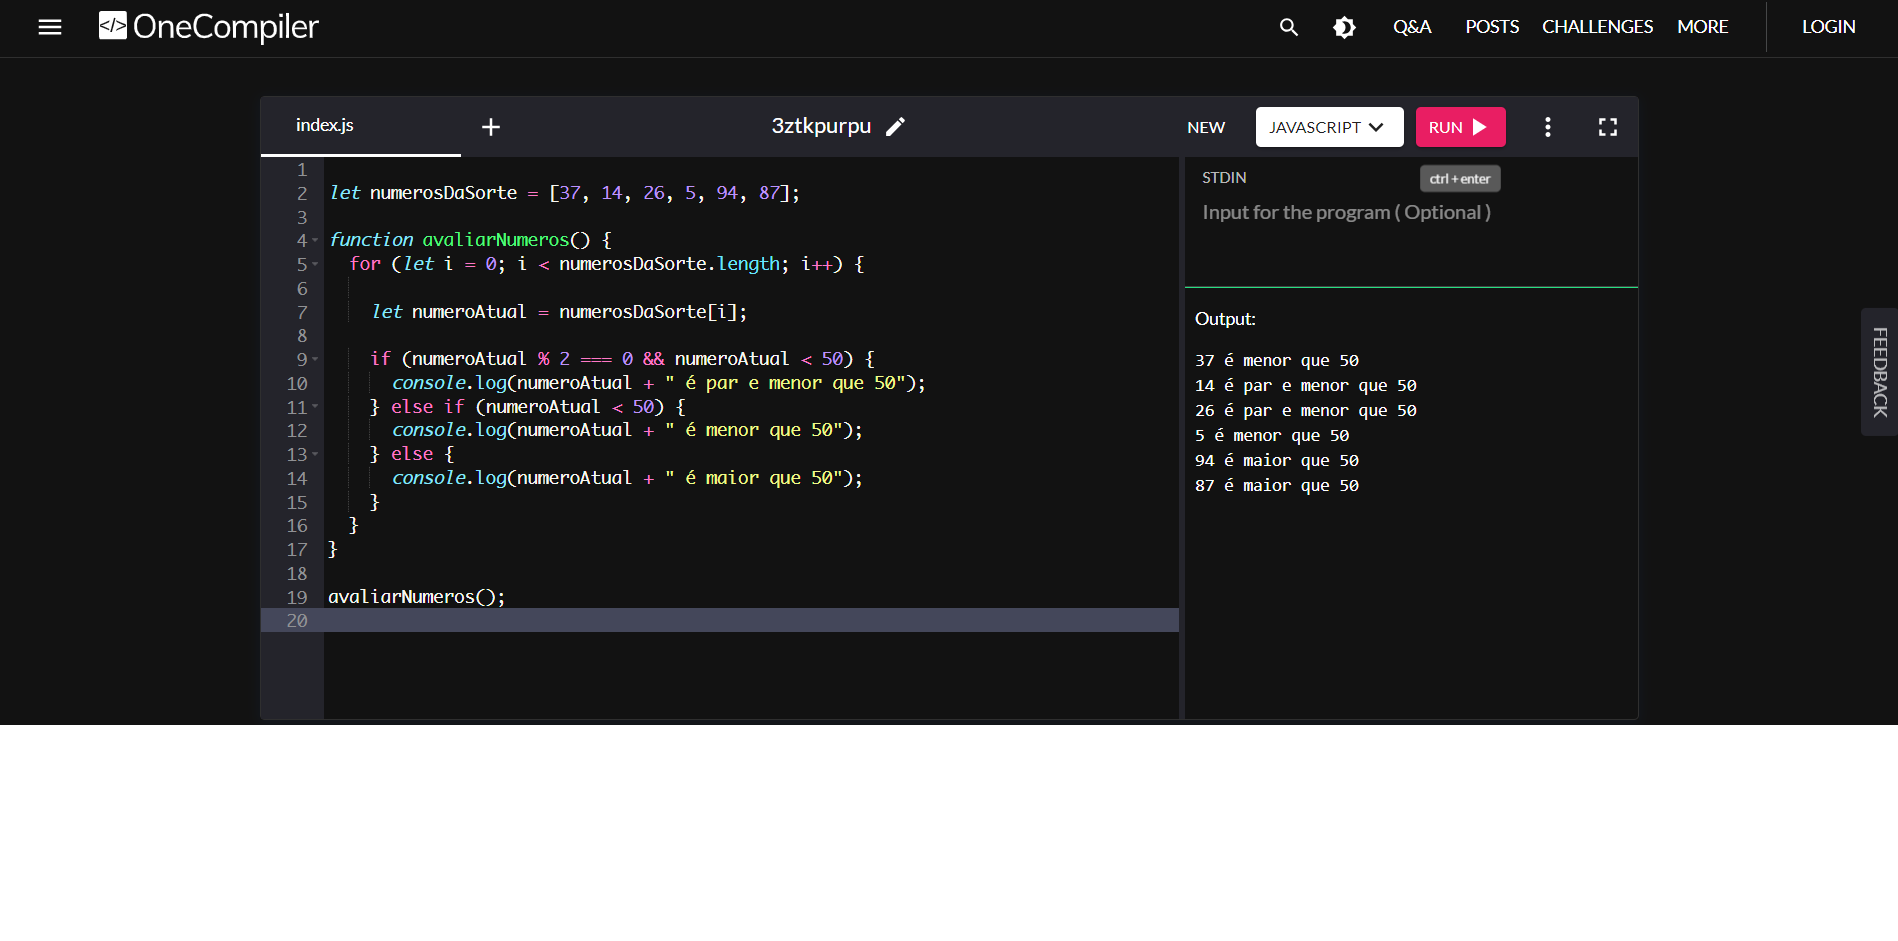 </> OneCompiler
Q&A POSTS CHALLENGES MORE LOGIN
index.js
3ztkpurpu
NEW JAVASCRIPT RUN
1
2 let numerosDaSorte = [37, 14, 26, 5, 94, 87];
3
4 function avaliarNumeros() {
5 for (let i = 0; i < numerosDaSorte.length; i++) {
6
7 let numeroAtual = numerosDaSorte[i];
8
9 if (numeroAtual % 2 === 0 && numeroAtual < 50) {
10 console.log(numeroAtual + " é par e menor que 50");
11 } else if (numeroAtual < 50) {
12 console.log(numeroAtual + " é menor que 50");
13 } else {
14 console.log(numeroAtual + " é maior que 50");
15 }
16 }
17 }
18
19 avaliarNumeros();
20
STDIN
ctrl + enter
Input for the program ( Optional )
Output:
37 é menor que 50
14 é par e menor que 50
26 é par e menor que 50
5 é menor que 50
94 é maior que 50
87 é maior que 50
FEEDBACK